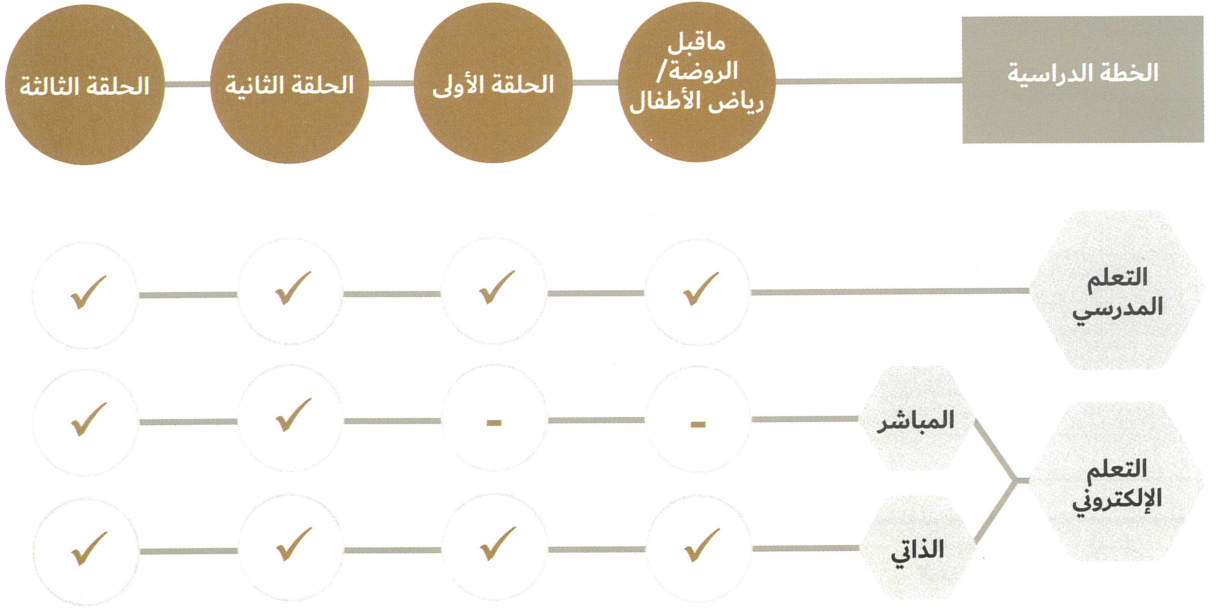 الخطة الدراسية
ماقبل
الروضة/
رياض الأطفال
الحلقة الأولى
الحلقة الثانية
الحلقة الثالثة
التعلم
المدرسي
✓ ✓ ✓ ✓
التعلم
الإلكتروني
المباشر
- - ✓ ✓
الذاتي
✓ ✓ ✓ ✓